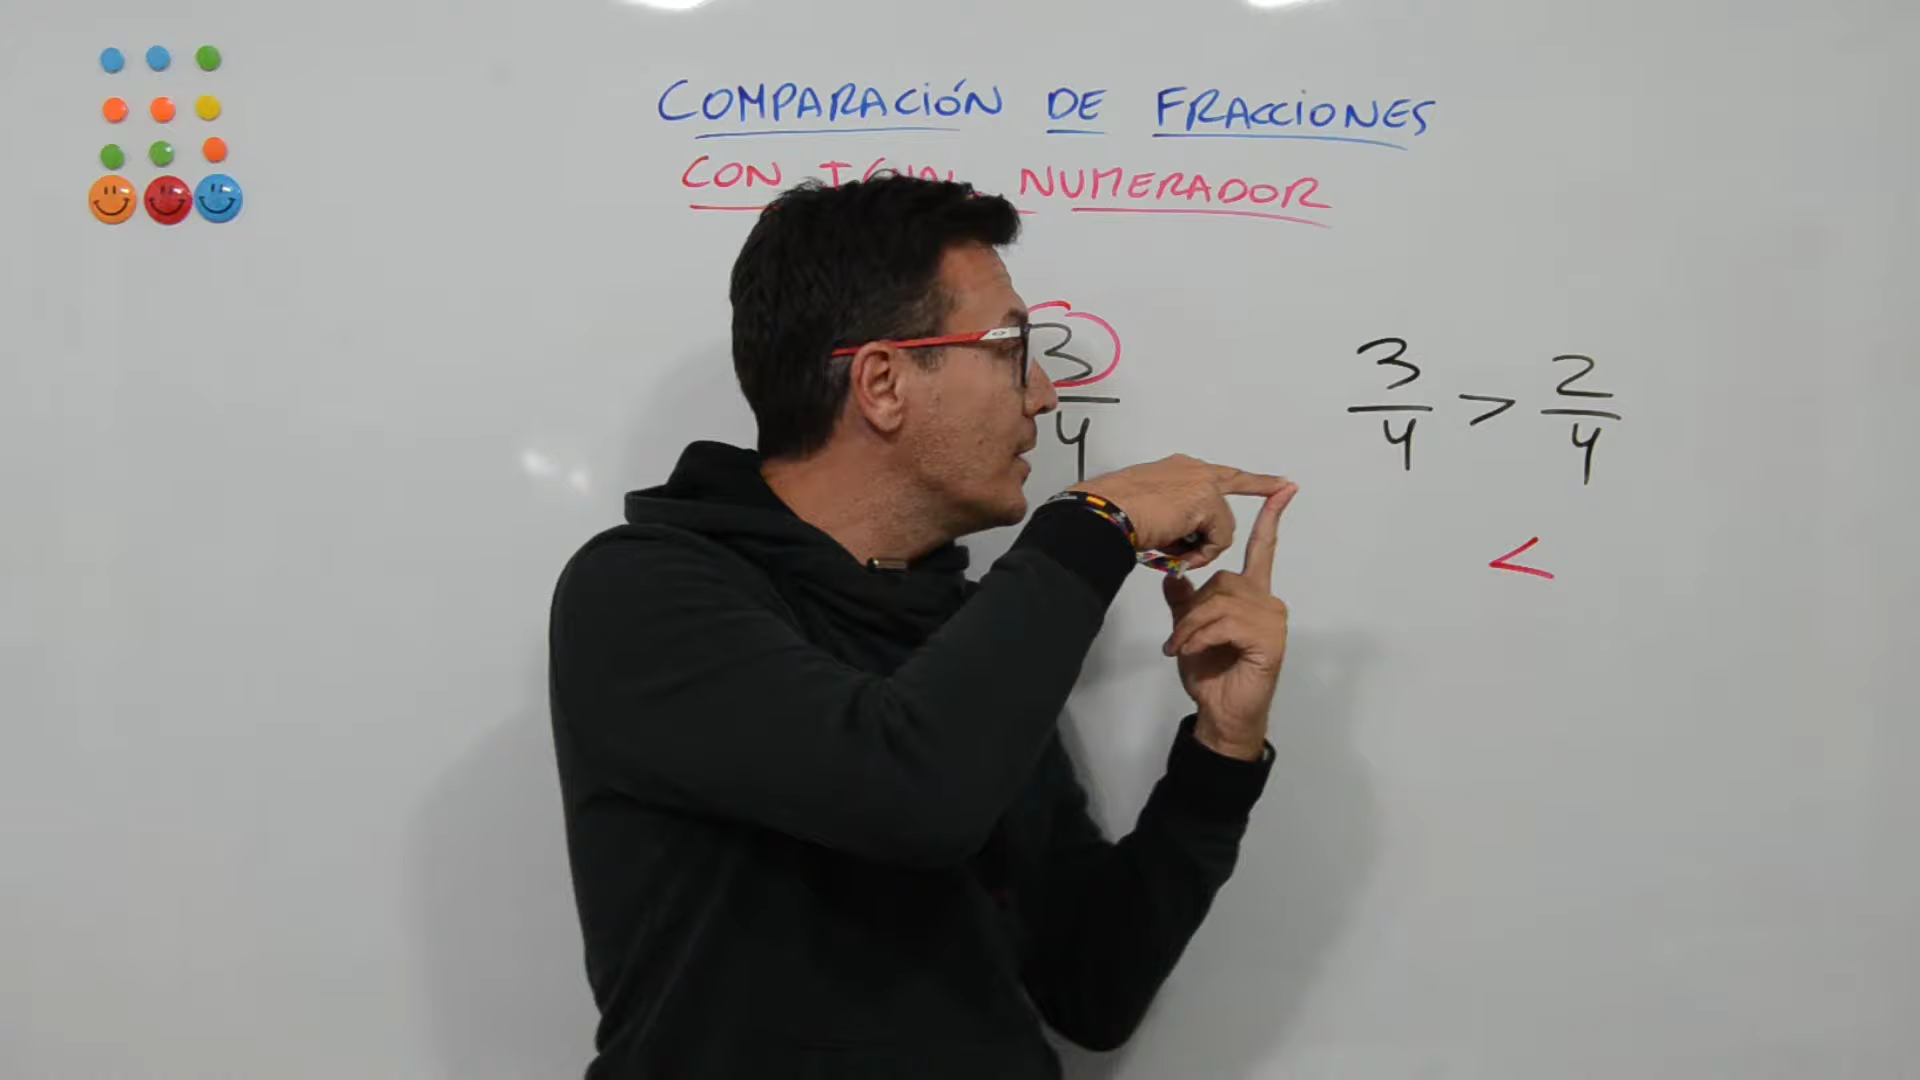 COMPARACIÓN DE FRACCIONES
CON IGUAL NUMERADOR
3/4
3/4 > 2/4
<